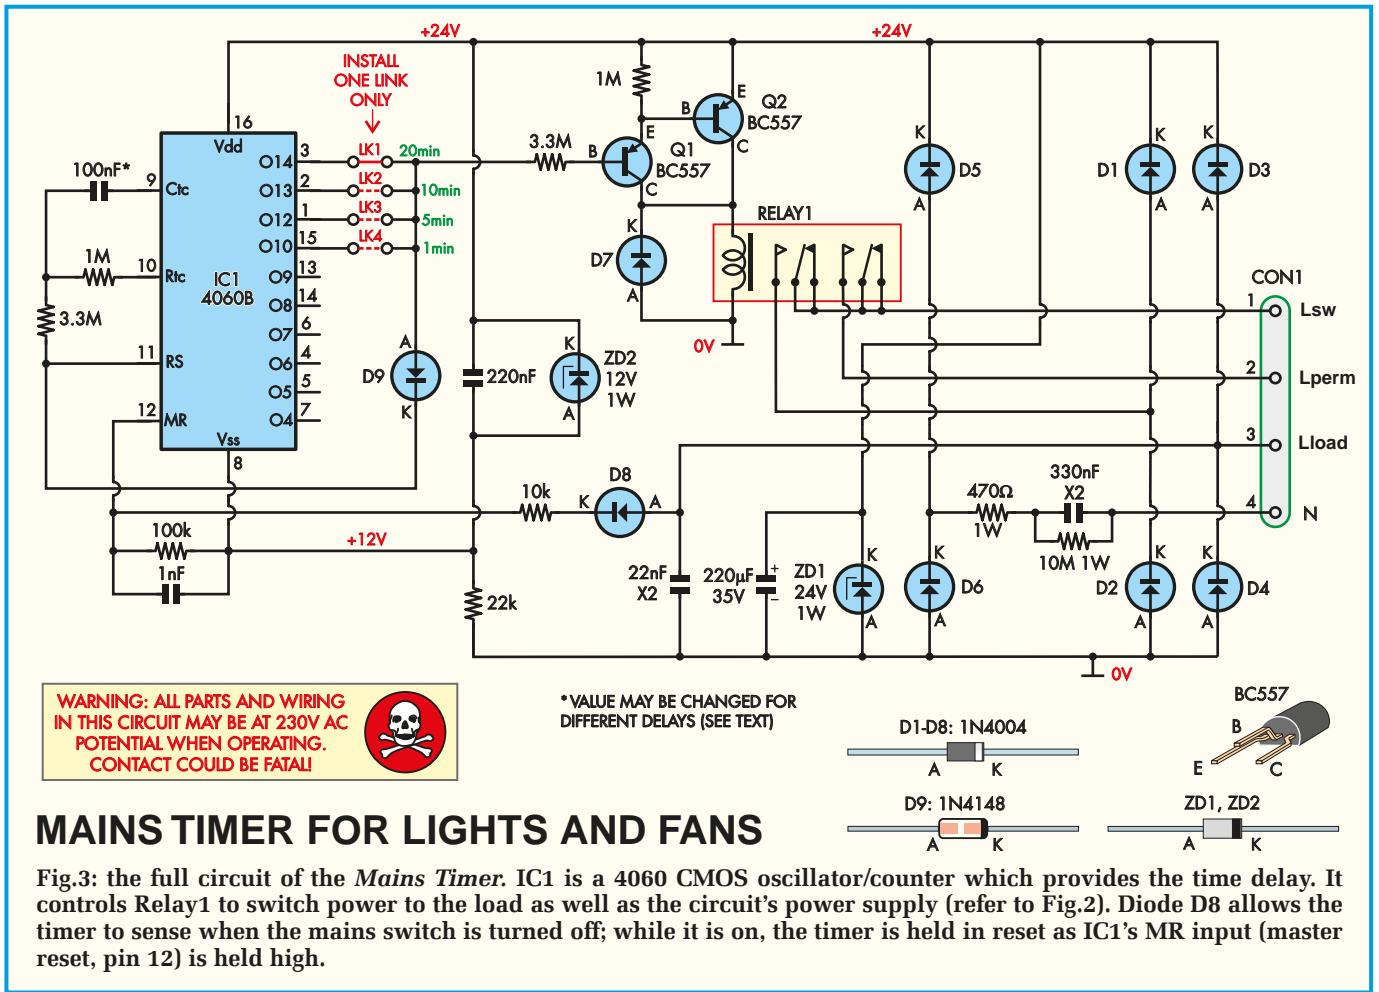 +24V
+24V
INSTALL
ONE LINK
ONLY
16
Vdd
100nF*
9
Ctc
1M
10
Rtc
3.3M
11
RS
12
MR
IC1
4060B
Vss
8
O14
3
LK1
20min
O13
2
LK2
10min
O12
1
LK3
5min
O10
15
LK4
1min
O9
13
O8
14
O7
6
O6
4
O5
5
O4
7
A
D9
K
3.3M
1M
B
E
Q1
BC557
C
B
E
Q2
BC557
C
K
D7
A
RELAY1
0V
220nF
K
ZD2
12V
1W
A
K
D5
A
K
D1
A
K
D3
A
CON1
1
Lsw
2
Lperm
3
Lload
4
N
100k
1nF
+12V
10k
K
D8
A
22k
22nF
X2
220µF
35V
+
–
K
ZD1
24V
1W
A
K
D6
A
470Ω
1W
330nF
X2
10M 1W
K
D2
A
K
D4
A
0V
WARNING: ALL PARTS AND WIRING
IN THIS CIRCUIT MAY BE AT 230V AC
POTENTIAL WHEN OPERATING.
CONTACT COULD BE FATAL!
* VALUE MAY BE CHANGED FOR
DIFFERENT DELAYS (SEE TEXT)
D1-D8: 1N4004
A
K
D9: 1N4148
A
K
BC557
B
E
C
ZD1, ZD2
A
K
MAINS TIMER FOR LIGHTS AND FANS
Fig.3: the full circuit of the Mains Timer. IC1 is a 4060 CMOS oscillator/counter which provides the time delay. It
controls Relay1 to switch power to the load as well as the circuit's power supply (refer to Fig.2). Diode D8 allows the
timer to sense when the mains switch is turned off; while it is on, the timer is held in reset as IC1's MR input (master
reset, pin 12) is held high.